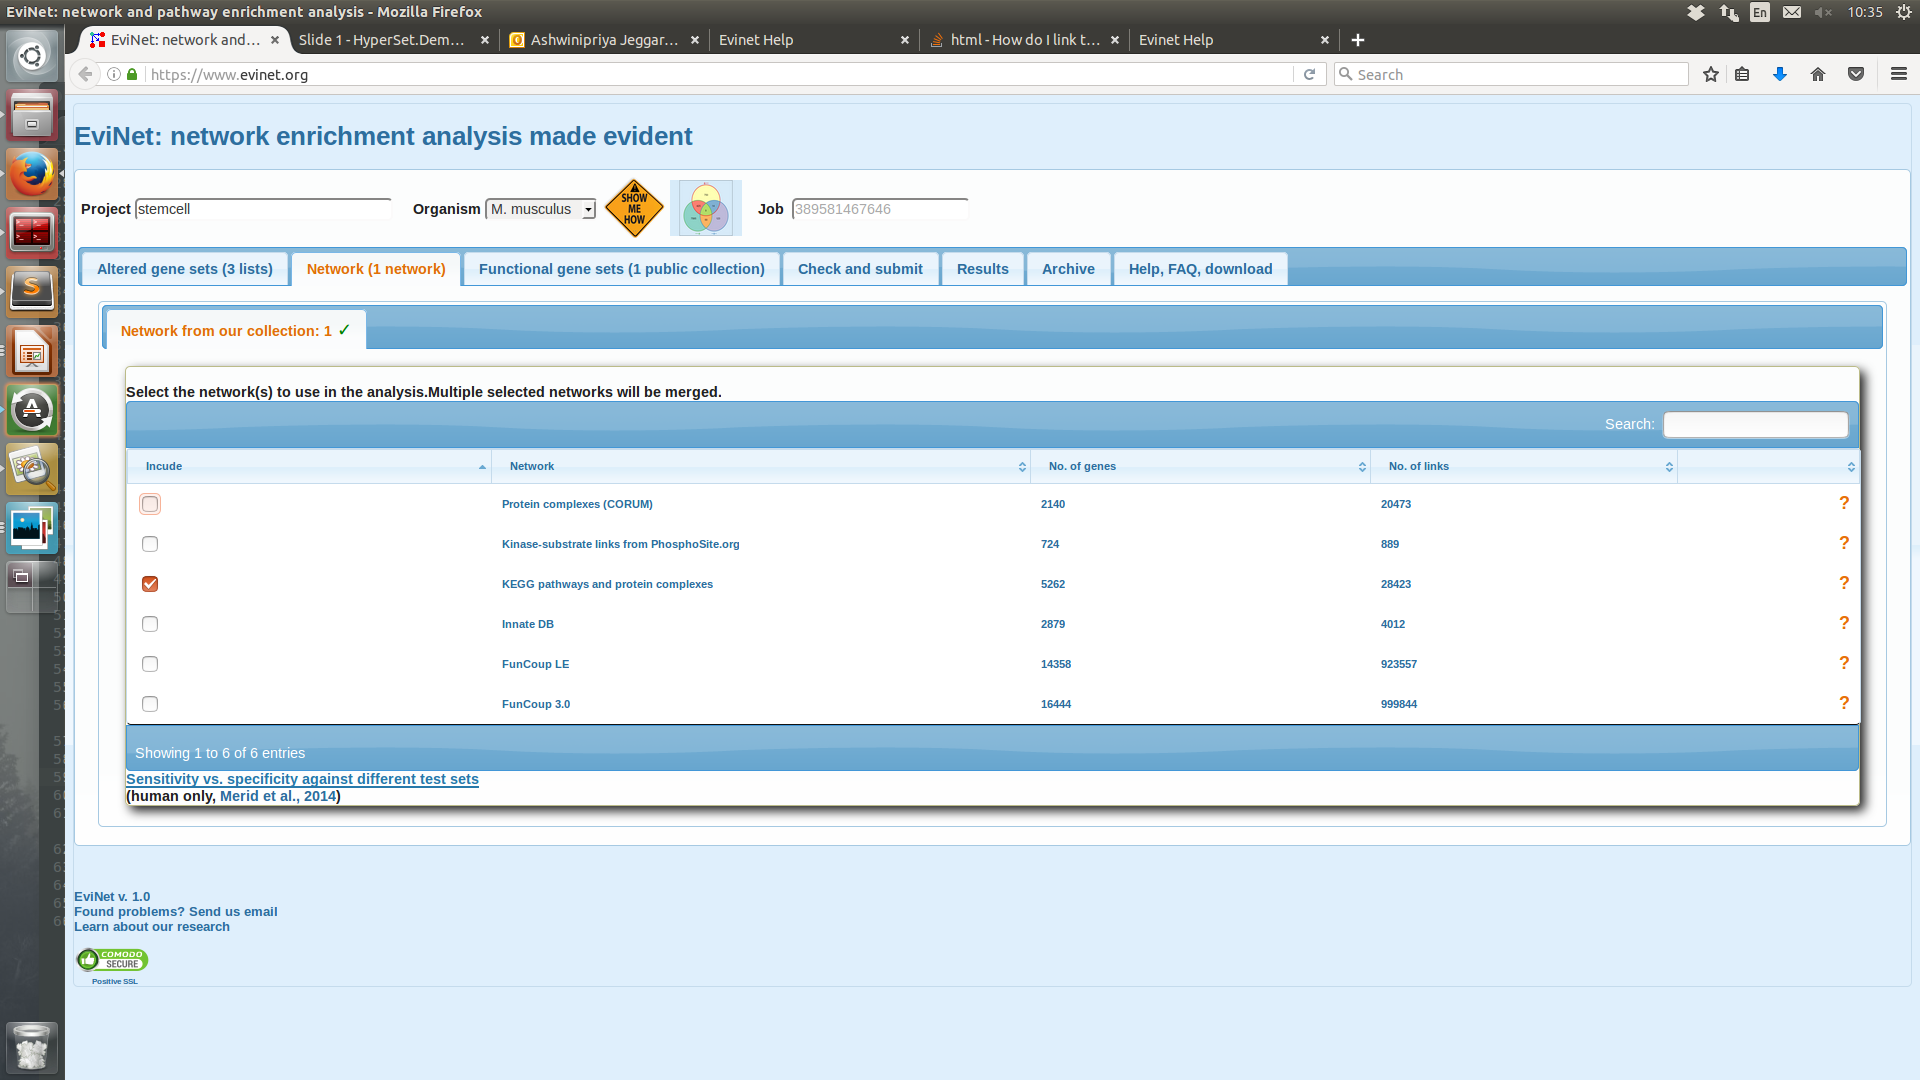 EviNet: network and pathway enrichment analysis - Mozilla Firefox
En
10:35
EviNet: network and...
Slide 1 - HyperSet.Dem...
Ashwinipriya Jeggar...
Evinet Help
html - How do I link t...
Evinet Help
https://www.evinet.org
Search
EviNet: network enrichment analysis made evident
Project stemcell
Organism M. musculus
SHOW ME HOW
Job 389581467646
Altered gene sets (3 lists)
Network (1 network)
Functional gene sets (1 public collection)
Check and submit
Results
Archive
Help, FAQ, download
Network from our collection: 1 ✓
Select the network(s) to use in the analysis.Multiple selected networks will be merged.
Search:
Incude Network No. of genes No. of links
Protein complexes (CORUM) 2140 20473 ?
Kinase-substrate links from PhosphoSite.org 724 889 ?
KEGG pathways and protein complexes 5262 28423 ?
Innate DB 2879 4012 ?
FunCoup LE 14358 923557 ?
FunCoup 3.0 16444 999844 ?
Showing 1 to 6 of 6 entries
Sensitivity vs. specificity against different test sets
(human only, Merid et al., 2014)
EviNet v. 1.0
Found problems? Send us email
Learn about our research
COMODO
SECURE
Positive SSL